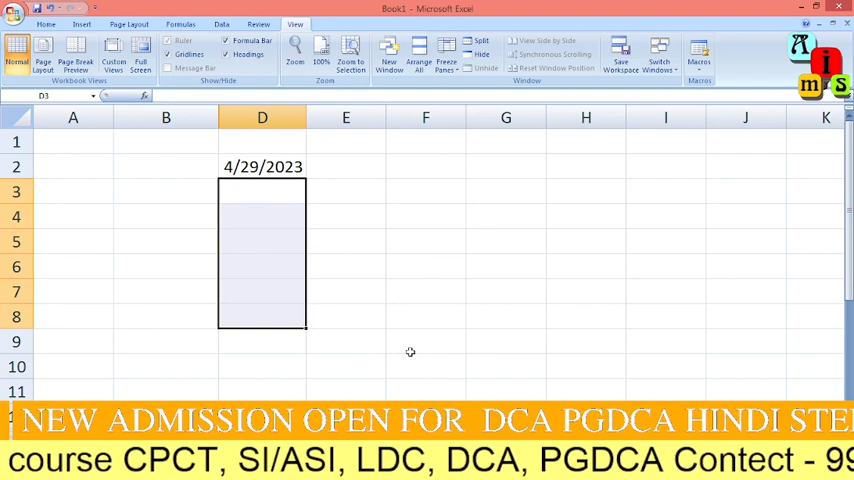 Book1 - Microsoft Excel
Home Insert Page Layout Formulas Data Review View
Normal Page Layout Page Break Preview Custom Views Full Screen
Workbook Views
Ruler Formula Bar
Gridlines Headings
Message Bar
Show/Hide
Zoom 100% Zoom to Selection
Zoom
New Window Arrange All Freeze Panes
Split View Side by Side
Hide Synchronous Scrolling
Unhide Reset Window Position
Save Workspace Switch Windows
Window
Macros
Macros
A i m s
D3 fx
A B C D E F G H I J K
1
2 4/29/2023
3
4
5
6
7
8
9
10
11
NEW ADMISSION OPEN FOR DCA PGDCA HINDI STE
course CPCT, SI/ASI, LDC, DCA, PGDCA Contect - 99